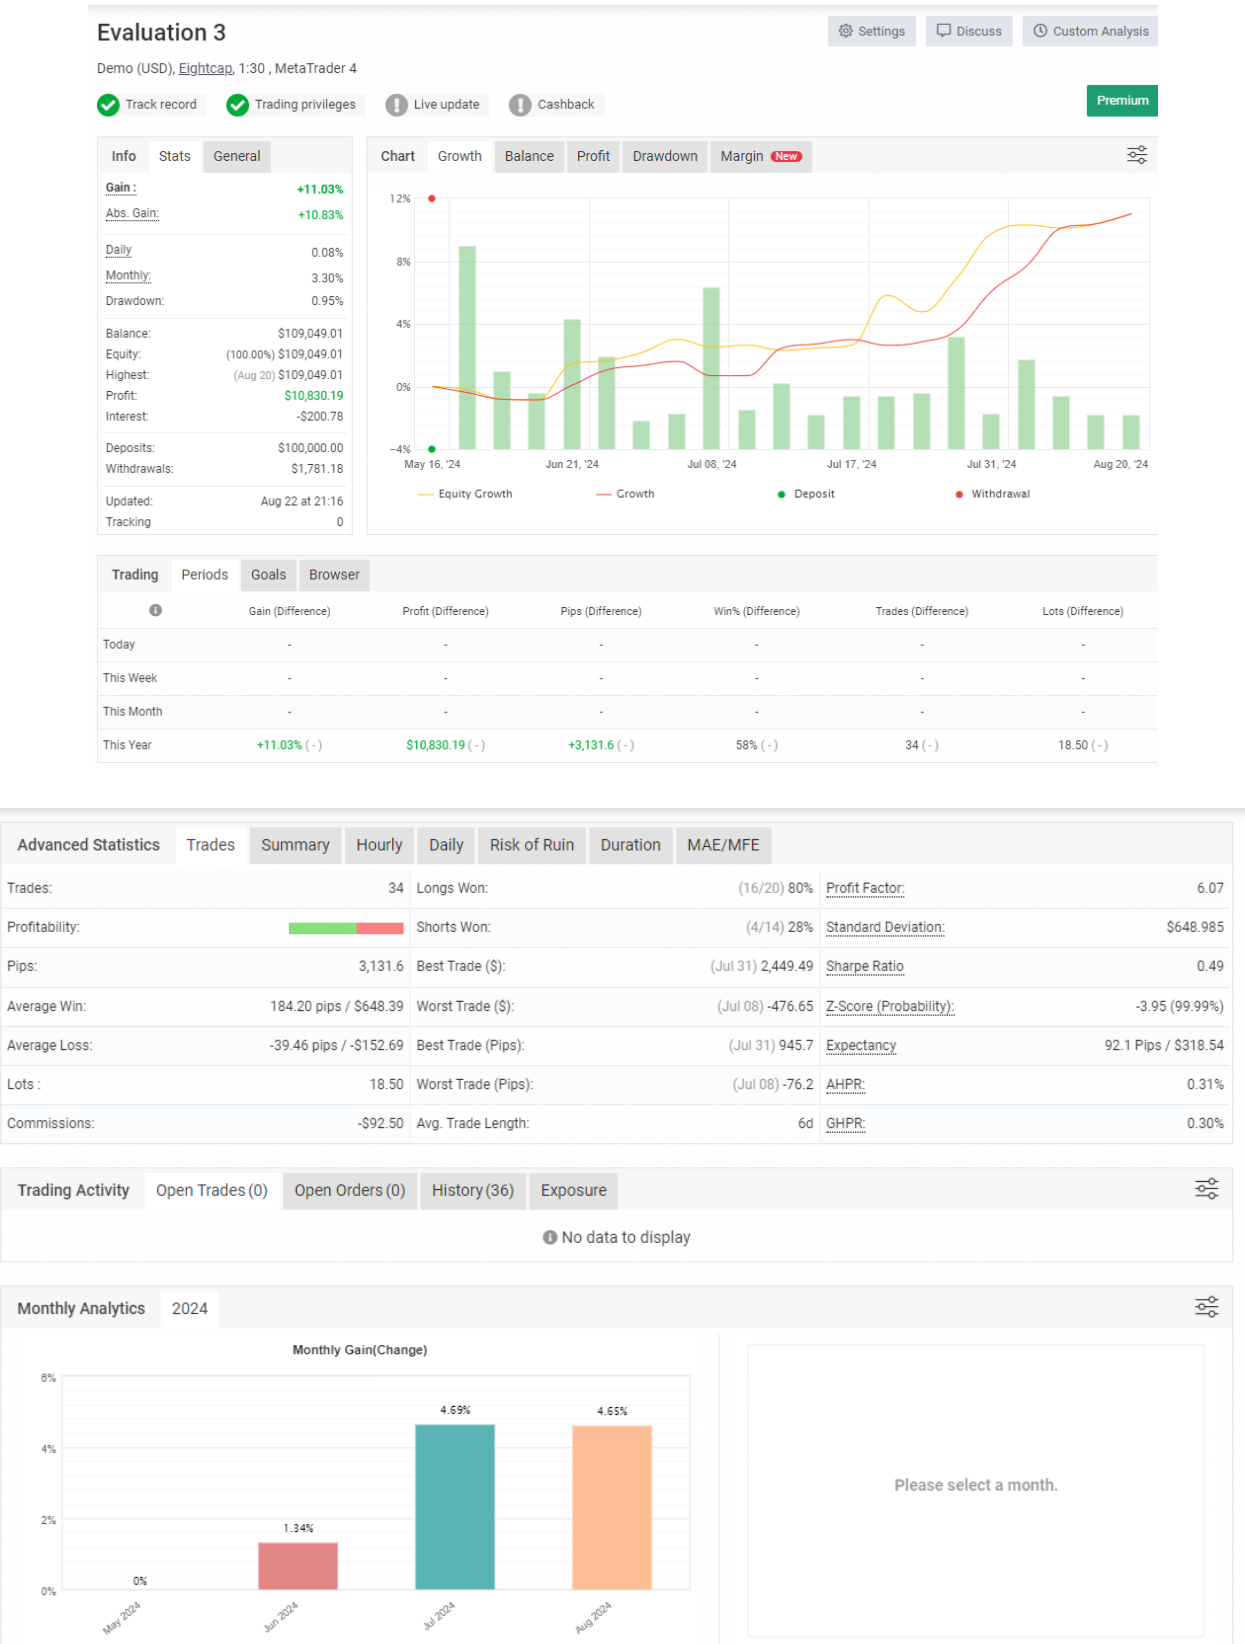 Evaluation 3
Settings
Discuss
Custom Analysis
Demo (USD), Eightcap, 1:30 , MetaTrader 4
Track record
Trading privileges
Live update
Cashback
Premium
Info Stats General
Gain : +11.03%
Abs. Gain: +10.83%
Daily 0.08%
Monthly: 3.30%
Drawdown: 0.95%
Balance: $109,049.01
Equity: (100.00%) $109,049.01
Highest: (Aug 20) $109,049.01
Profit: $10,830.19
Interest: -$200.78
Deposits: $100,000.00
Withdrawals: $1,781.18
Updated: Aug 22 at 21:16
Tracking 0
Chart Growth Balance Profit Drawdown Margin New
12%
8%
4%
0%
-4%
May 16, '24 Jun 21, '24 Jul 08, '24 Jul 17, '24 Jul 31, '24 Aug 20, '24
Equity Growth Growth Deposit Withdrawal
Trading Periods Goals Browser
Gain (Difference) Profit (Difference) Pips (Difference) Win% (Difference) Trades (Difference) Lots (Difference)
Today - - - - - -
This Week - - - - - -
This Month - - - - - -
This Year +11.03% ( - ) $10,830.19 ( - ) +3,131.6 ( - ) 58% ( - ) 34 ( - ) 18.50 ( - )
Advanced Statistics Trades Summary Hourly Daily Risk of Ruin Duration MAE/MFE
Trades: 34 Longs Won: (16/20) 80% Profit Factor: 6.07
Profitability: Shorts Won: (4/14) 28% Standard Deviation: $648.985
Pips: 3,131.6 Best Trade ($): (Jul 31) 2,449.49 Sharpe Ratio 0.49
Average Win: 184.20 pips / $648.39 Worst Trade ($): (Jul 08) -476.65 Z-Score (Probability): -3.95 (99.99%)
Average Loss: -39.46 pips / -$152.69 Best Trade (Pips): (Jul 31) 945.7 Expectancy 92.1 Pips / $318.54
Lots : 18.50 Worst Trade (Pips): (Jul 08) -76.2 AHPR: 0.31%
Commissions: -$92.50 Avg. Trade Length: 6d GHPR: 0.30%
Trading Activity Open Trades (0) Open Orders (0) History (36) Exposure
No data to display
Monthly Analytics 2024
Monthly Gain(Change)
6%
4%
2%
0%
0%
1.34%
4.69%
4.65%
May 2024 Jun 2024 Jul 2024 Aug 2024
Please select a month.